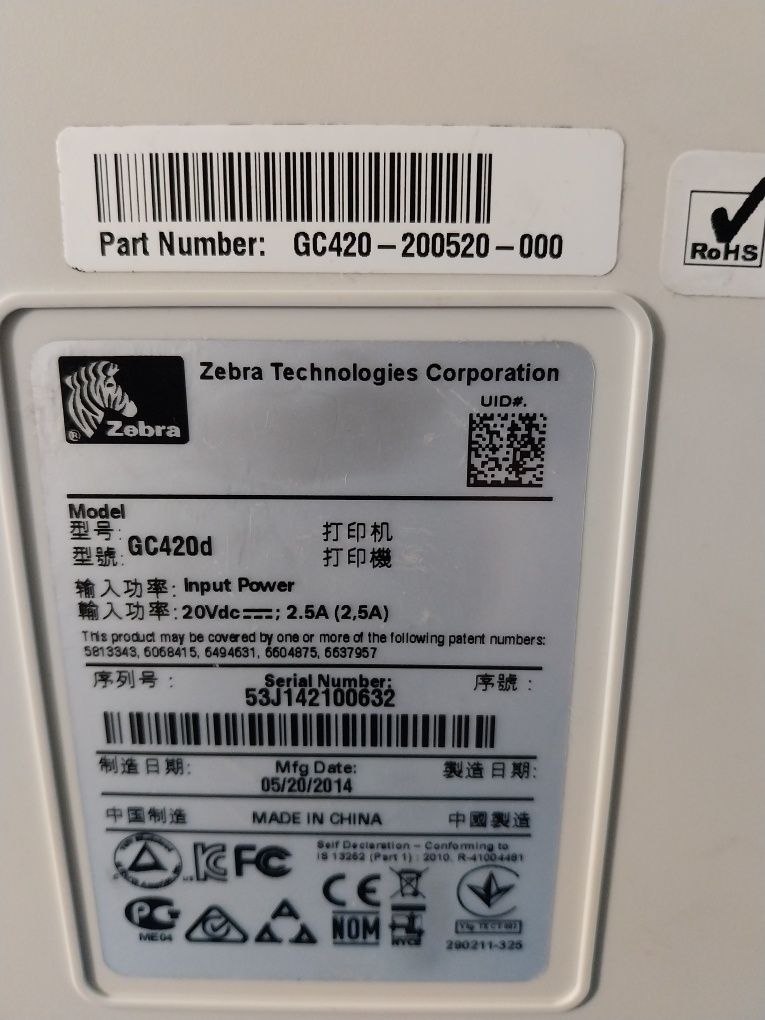 Part Number: GC420-200520-000
RoHS
Zebra Technologies Corporation
UID#.
® Zebra
Model
型号:
型號: GC420d
打印机
打印機
输入功率: Input Power
輸入功率: 20Vdc⎓; 2.5A (2,5A)
This product may be covered by one or more of the following patent numbers:
5813343, 6068415, 6494631, 6604875, 6637957
序列号: Serial Number: 序號:
53J142100632
制造日期: Mfg Date: 製造日期:
05/20/2014
中国制造 MADE IN CHINA 中國製造
Self Declaration – Conforming to
IS 13252 (Part 1) : 2010, R-41004481
FC
CE
ME04
NOM
NYCE
290211-325